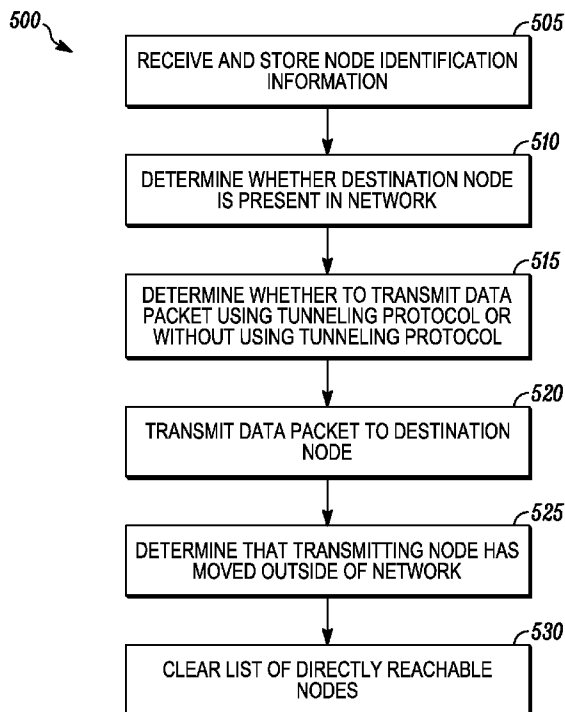 500
505
RECEIVE AND STORE NODE IDENTIFICATION
INFORMATION
510
DETERMINE WHETHER DESTINATION NODE
IS PRESENT IN NETWORK
515
DETERMINE WHETHER TO TRANSMIT DATA
PACKET USING TUNNELING PROTOCOL OR
WITHOUT USING TUNNELING PROTOCOL
520
TRANSMIT DATA PACKET TO DESTINATION
NODE
525
DETERMINE THAT TRANSMITTING NODE HAS
MOVED OUTSIDE OF NETWORK
530
CLEAR LIST OF DIRECTLY REACHABLE
NODES